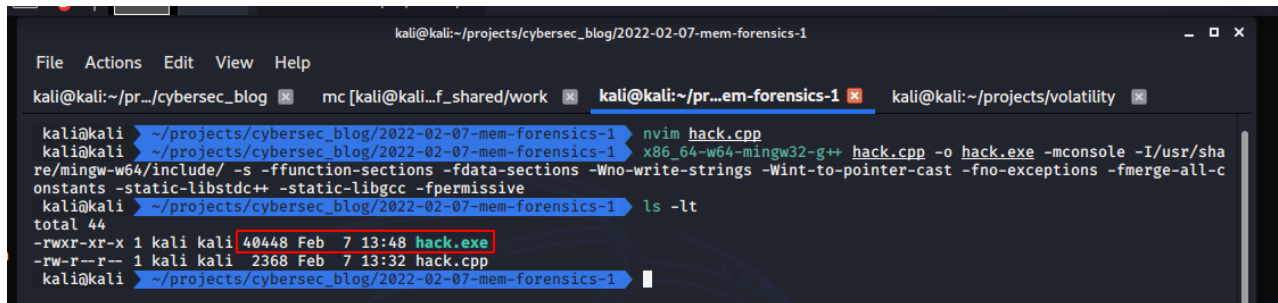 kali@kali:~/projects/cybersec_blog/2022-02-07-mem-forensics-1
File Actions Edit View Help
kali@kali:~/pr.../cybersec_blog mc [kali@kali...f_shared/work kali@kali:~/pr...em-forensics-1 kali@kali:~/projects/volatility
kali@kali ~/projects/cybersec_blog/2022-02-07-mem-forensics-1 nvim hack.cpp
kali@kali ~/projects/cybersec_blog/2022-02-07-mem-forensics-1 x86_64-w64-mingw32-g++ hack.cpp -o hack.exe -mconsole -I/usr/sha
re/mingw-w64/include/ -s -ffunction-sections -fdata-sections -Wno-write-strings -Wint-to-pointer-cast -fno-exceptions -fmerge-all-c
onstants -static-libstdc++ -static-libgcc -fpermissive
kali@kali ~/projects/cybersec_blog/2022-02-07-mem-forensics-1 ls -lt
total 44
-rwxr-xr-x 1 kali kali 40448 Feb 7 13:48 hack.exe
-rw-r--r-- 1 kali kali 2368 Feb 7 13:32 hack.cpp
kali@kali ~/projects/cybersec_blog/2022-02-07-mem-forensics-1